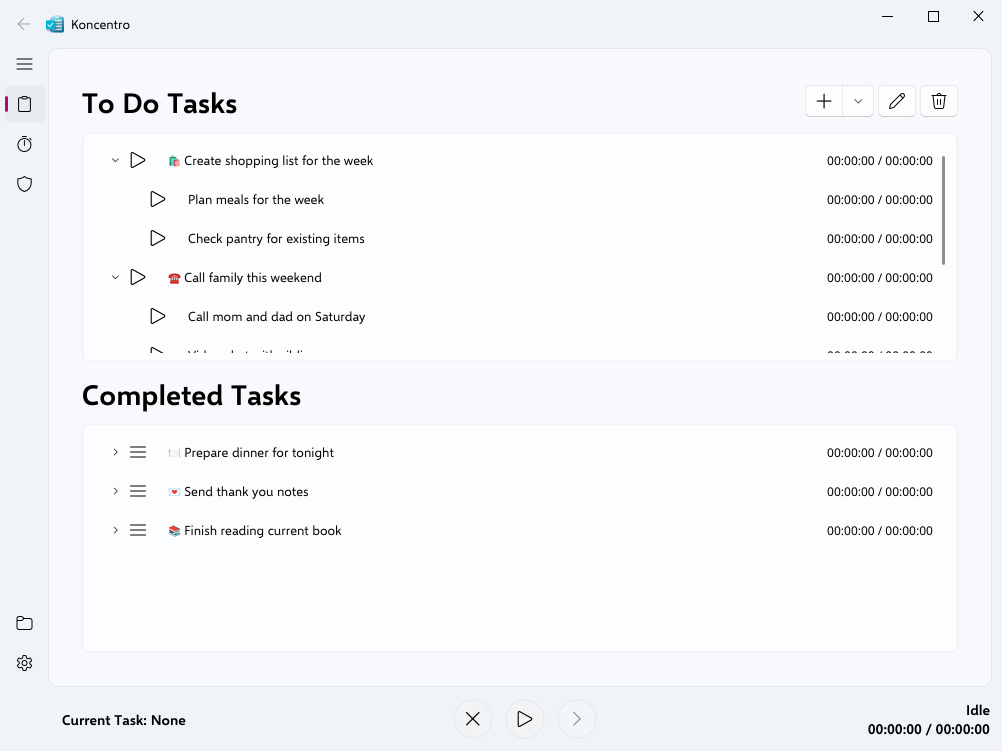 Koncentro
To Do Tasks
🛍️ Create shopping list for the week 00:00:00 / 00:00:00
Plan meals for the week 00:00:00 / 00:00:00
Check pantry for existing items 00:00:00 / 00:00:00
☎️ Call family this weekend 00:00:00 / 00:00:00
Call mom and dad on Saturday 00:00:00 / 00:00:00
Completed Tasks
🍽️ Prepare dinner for tonight 00:00:00 / 00:00:00
💌 Send thank you notes 00:00:00 / 00:00:00
📚 Finish reading current book 00:00:00 / 00:00:00
Current Task: None
Idle
00:00:00 / 00:00:00